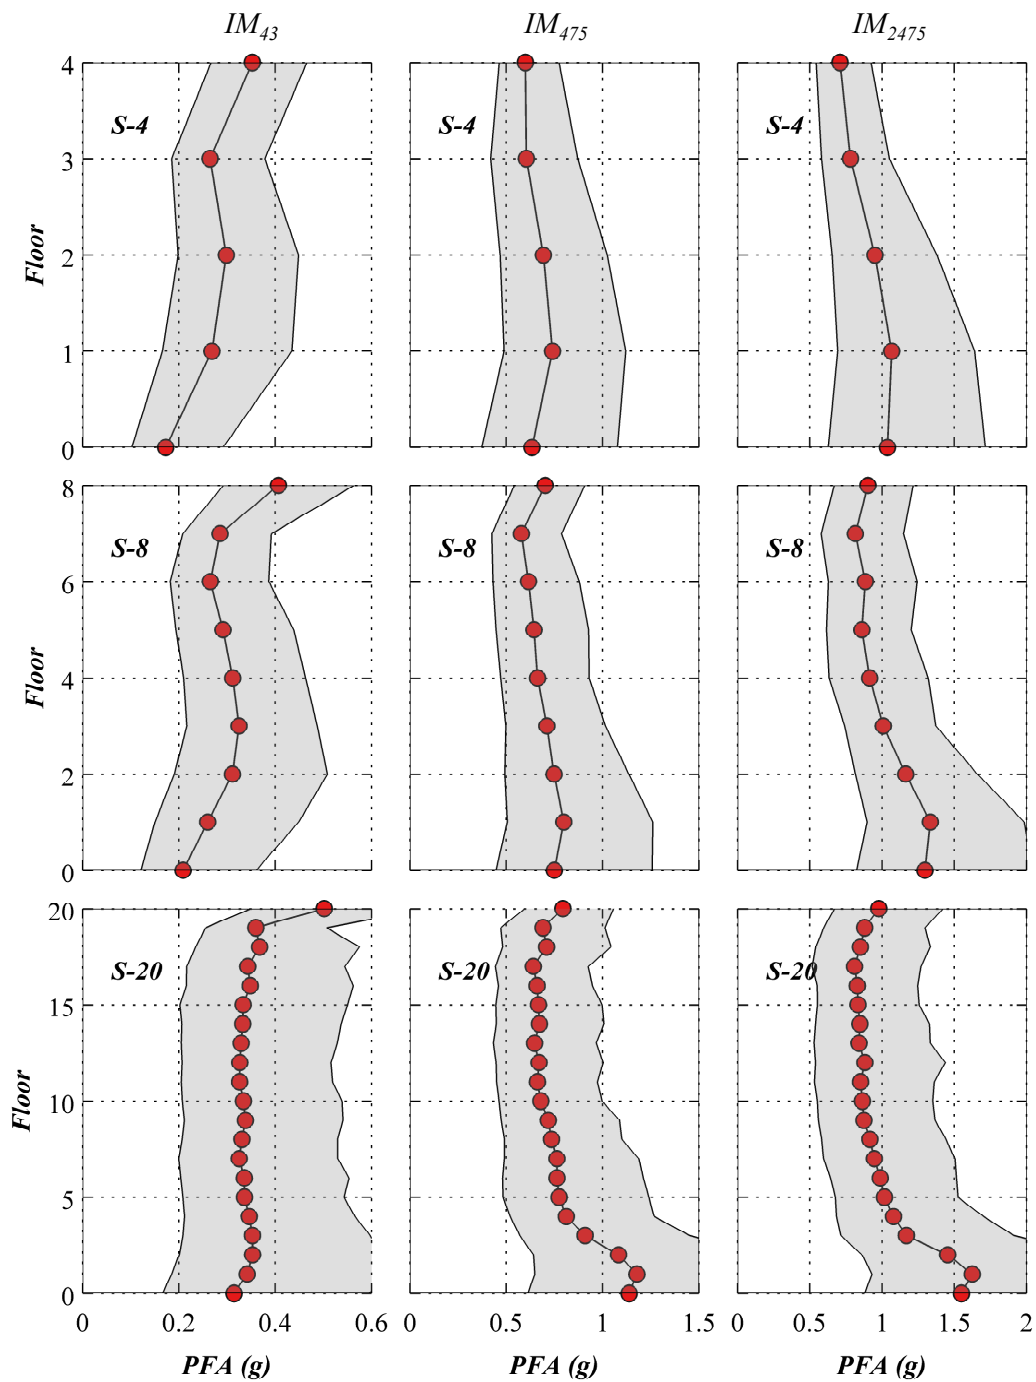 IM43 IM475 IM2475
4
S-4 S-4 S-4
3
Floor
2
1
0
8
S-8 S-8 S-8
6
Floor
4
2
0
20
S-20 S-20 S-20
15
Floor
10
5
0
0 0.2 0.4 0.6 0 0.5 1 1.5 0 0.5 1 1.5 2
PFA (g) PFA (g) PFA (g)